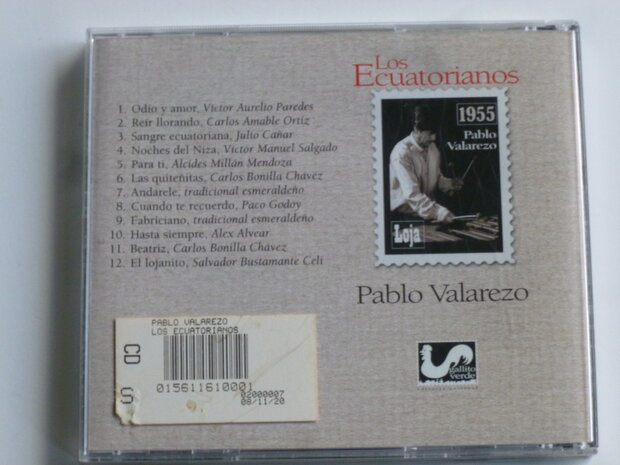 Los
Ecuatorianos
1. Odio y amor, Víctor Aurelio Paredes
2. Reír llorando, Carlos Amable Ortiz
3. Sangre ecuatoriana, Julio Cañar
4. Noches del Niza, Víctor Manuel Salgado
5. Para ti, Alcides Millán Mendoza
6. Las quiteñitas, Carlos Bonilla Chávez
7. Andarele, tradicional esmeraldeño
8. Cuando te recuerdo, Paco Godoy
9. Fabriciano, tradicional esmeraldeño
10. Hasta siempre, Alex Alvear
11. Beatriz, Carlos Bonilla Chávez
12. El lojanito, Salvador Bustamante Celi
1955
Pablo
Valarezo
Loja
Pablo Valarezo
PABLO VALAREZO
LOS ECUATORIANOS
CD S
015611610001
02000007
08/11/20
gallito
verde